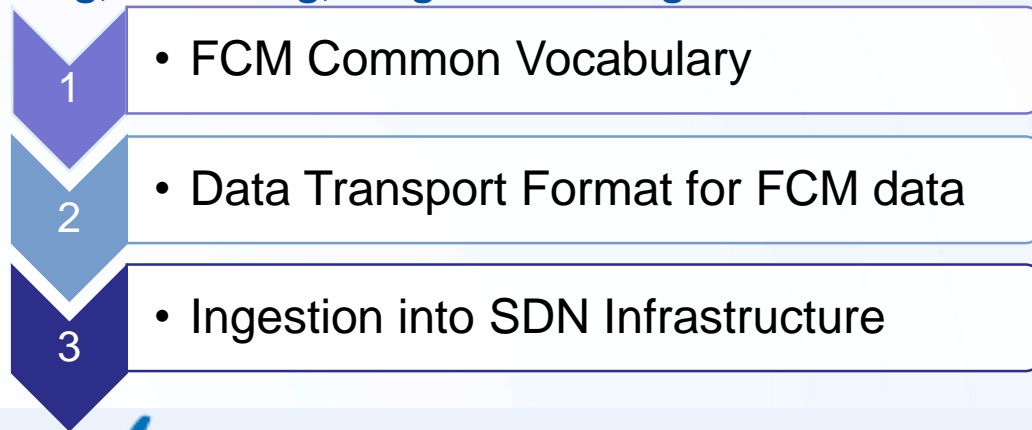 1
• FCM Common Vocabulary
2
• Data Transport Format for FCM data
3
• Ingestion into SDN Infrastructure